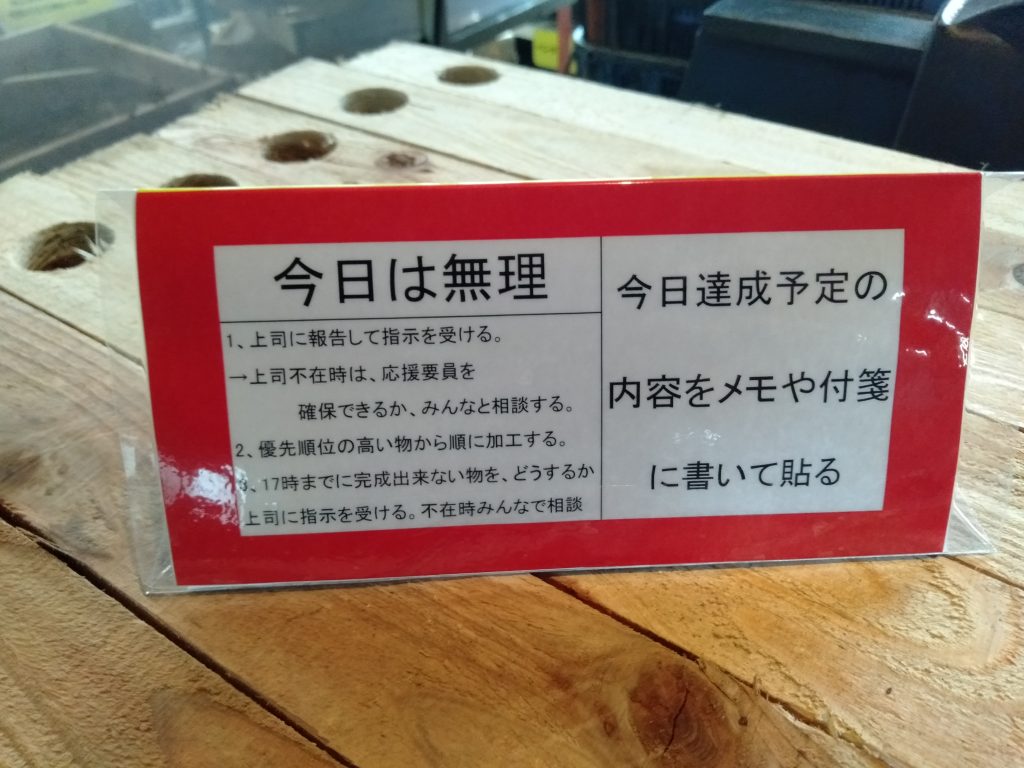 今日は無理
1、上司に報告して指示を受ける。
→上司不在時は、応援要員を
確保できるか、みんなと相談する。
2、優先順位の高い物から順に加工する。
3、17時までに完成出来ない物を、どうするか
上司に指示を受ける。不在時みんなで相談
今日達成予定の
内容をメモや付箋
に書いて貼る